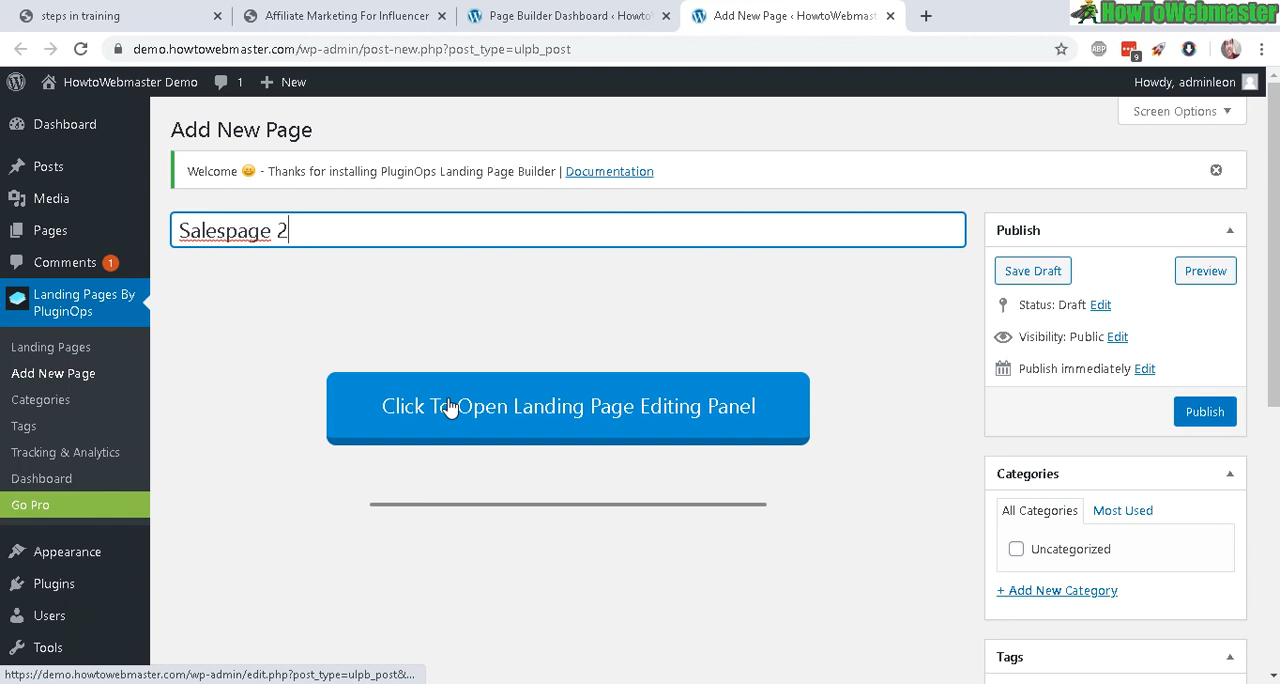 steps in training
Affiliate Marketing For Influencer
Page Builder Dashboard ‹ Howto
Add New Page ‹ HowtoWebmast
HowToWebmaster
demo.howtowebmaster.com/wp-admin/post-new.php?post_type=ulpb_post
ABP
9
HowtoWebmaster Demo
1
New
Howdy, adminleon
Dashboard
Posts
Media
Pages
Comments 1
Landing Pages By
PluginOps
Landing Pages
Add New Page
Categories
Tags
Tracking & Analytics
Dashboard
Go Pro
Appearance
Plugins
Users
Tools
Screen Options
Add New Page
Welcome 😊 - Thanks for installing PluginOps Landing Page Builder | Documentation
Salespage 2
Click To Open Landing Page Editing Panel
Publish
Save Draft
Preview
Status: Draft Edit
Visibility: Public Edit
Publish immediately Edit
Publish
Categories
All Categories
Most Used
Uncategorized
+ Add New Category
Tags
https://demo.howtowebmaster.com/wp-admin/edit.php?post_type=ulpb_post&...